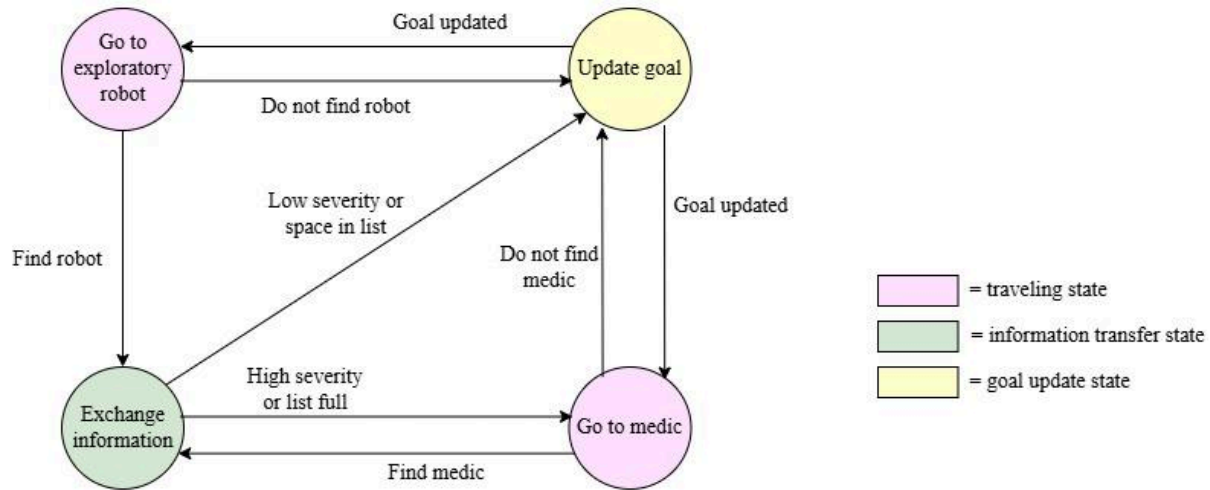 Goal updated
Go to
exploratory
robot
Update goal
Do not find robot
Low severity or
space in list
Goal updated
Find robot
Do not find
medic
= traveling state
= information transfer state
= goal update state
High severity
or list full
Exchange
information
Go to medic
Find medic